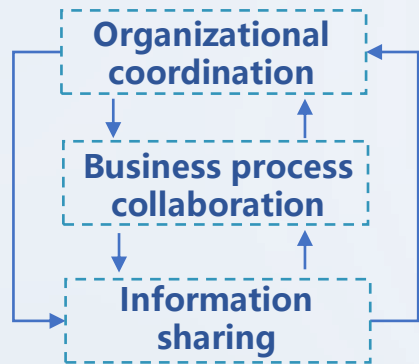 Organizational
coordination
Business process
collaboration
Information
sharing